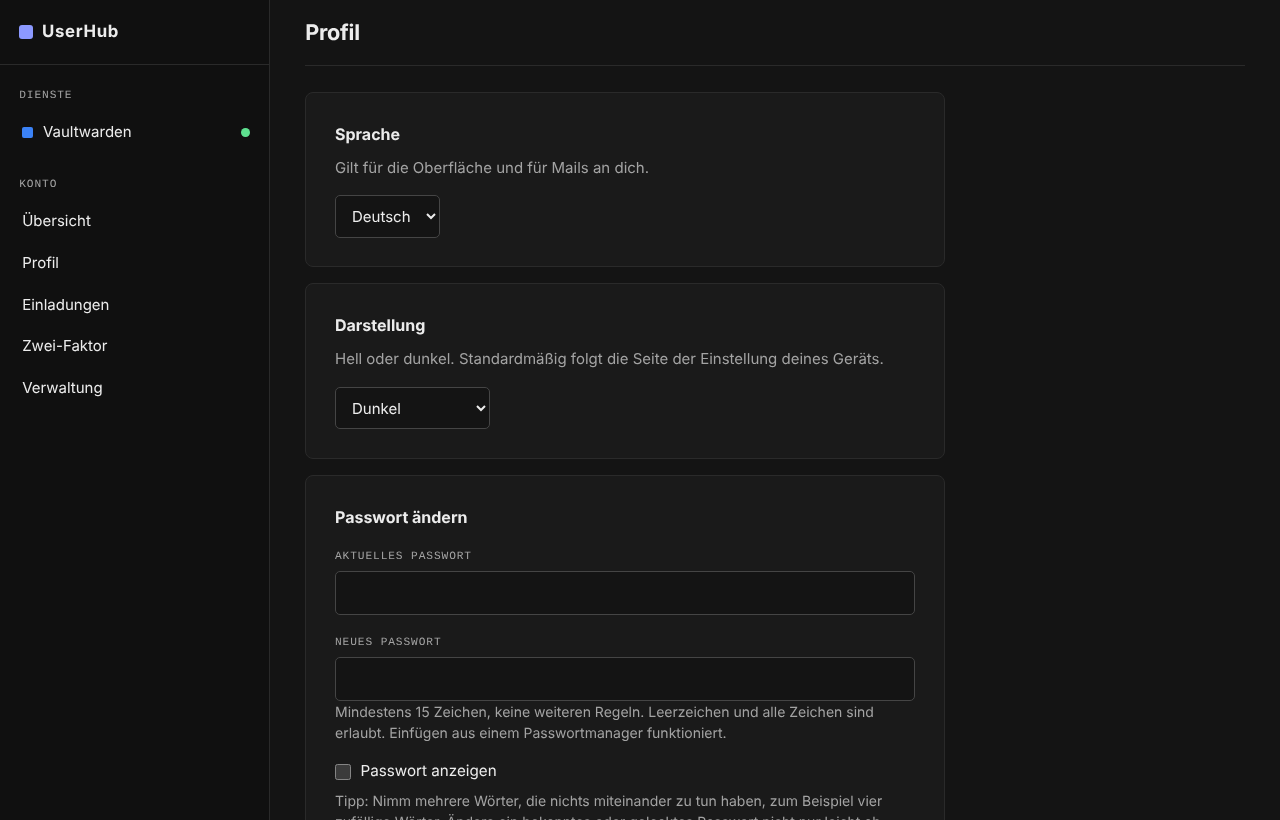 UserHub
DIENSTE
Vaultwarden
KONTO
Übersicht
Profil
Einladungen
Zwei-Faktor
Verwaltung
Profil
Sprache
Gilt für die Oberfläche und für Mails an dich.
Deutsch
Darstellung
Hell oder dunkel. Standardmäßig folgt die Seite der Einstellung deines Geräts.
Dunkel
Passwort ändern
AKTUELLES PASSWORT
NEUES PASSWORT
Mindestens 15 Zeichen, keine weiteren Regeln. Leerzeichen und alle Zeichen sind
erlaubt. Einfügen aus einem Passwortmanager funktioniert.
Passwort anzeigen
Tipp: Nimm mehrere Wörter, die nichts miteinander zu tun haben, zum Beispiel vier